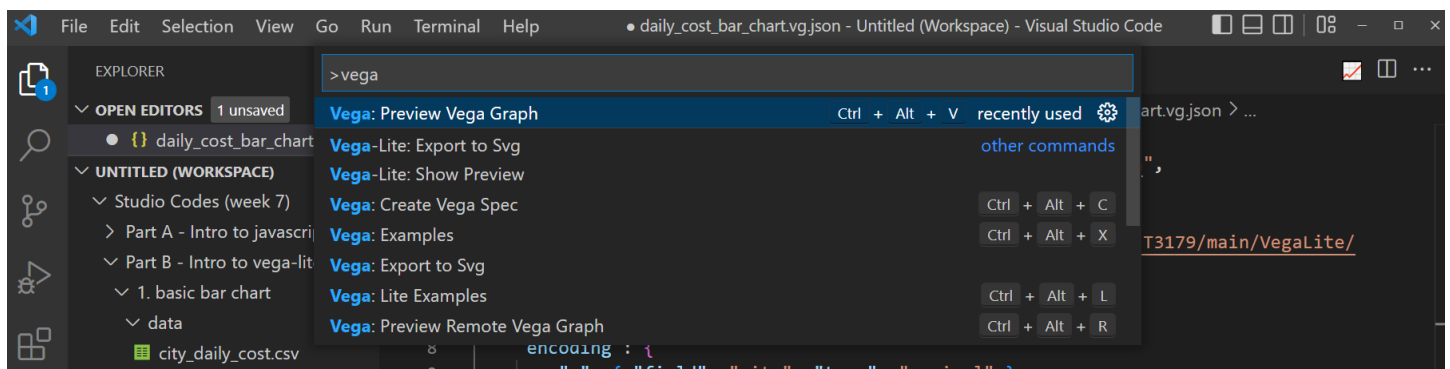 File Edit Selection View Go Run Terminal Help ● daily_cost_bar_chart.vg.json - Untitled (Workspace) - Visual Studio Code
EXPLORER
>vega
OPEN EDITORS 1 unsaved
Vega: Preview Vega Graph Ctrl + Alt + V recently used
art.vg.json > ...
{} daily_cost_bar_chart
Vega-Lite: Export to Svg other commands
",
UNTITLED (WORKSPACE)
Vega-Lite: Show Preview
Studio Codes (week 7)
Vega: Create Vega Spec Ctrl + Alt + C
Part A - Intro to javascri
Vega: Examples Ctrl + Alt + X
T3179/main/VegaLite/
Part B - Intro to vega-lit
Vega: Export to Svg
1. basic bar chart
Vega: Lite Examples Ctrl + Alt + L
data
Vega: Preview Remote Vega Graph Ctrl + Alt + R
city_daily_cost.csv
8 encoding : {
1